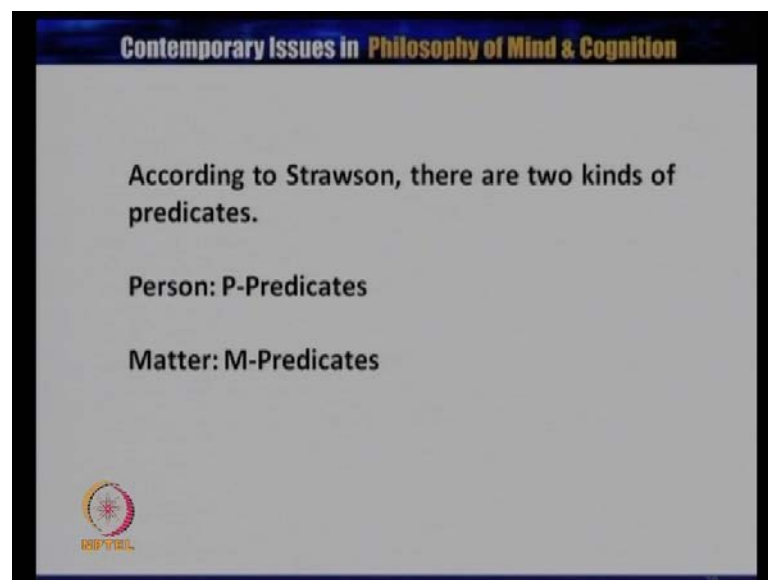 Contemporary Issues in Philosophy of Mind & Cognition
According to Strawson, there are two kinds of
predicates.
Person: P-Predicates
Matter: M-Predicates
NPTEL